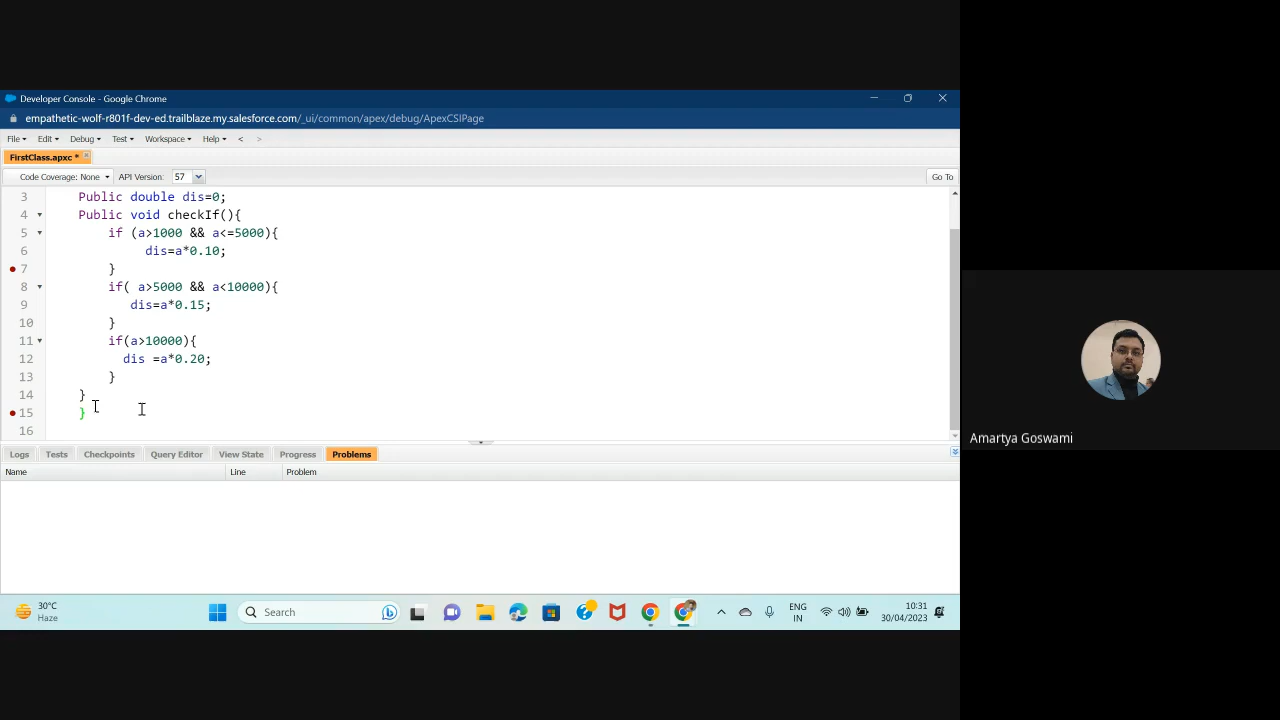 Developer Console - Google Chrome
empathetic-wolf-r801f-dev-ed.trailblaze.my.salesforce.com/_ui/common/apex/debug/ApexCSIPage
File Edit Debug Test Workspace Help < >
FirstClass.apxc *
Code Coverage: None API Version: 57 Go To
3 Public double dis=0;
4 Public void checkIf(){
5 if (a>1000 && a<=5000){
6 dis=a*0.10;
7 }
8 if( a>5000 && a<10000){
9 dis=a*0.15;
10 }
11 if(a>10000){
12 dis =a*0.20;
13 }
14 }
15 }
16
Amartya Goswami
Logs Tests Checkpoints Query Editor View State Progress Problems
Name Line Problem
30°C
Haze
Search
ENG
IN
10:31
30/04/2023